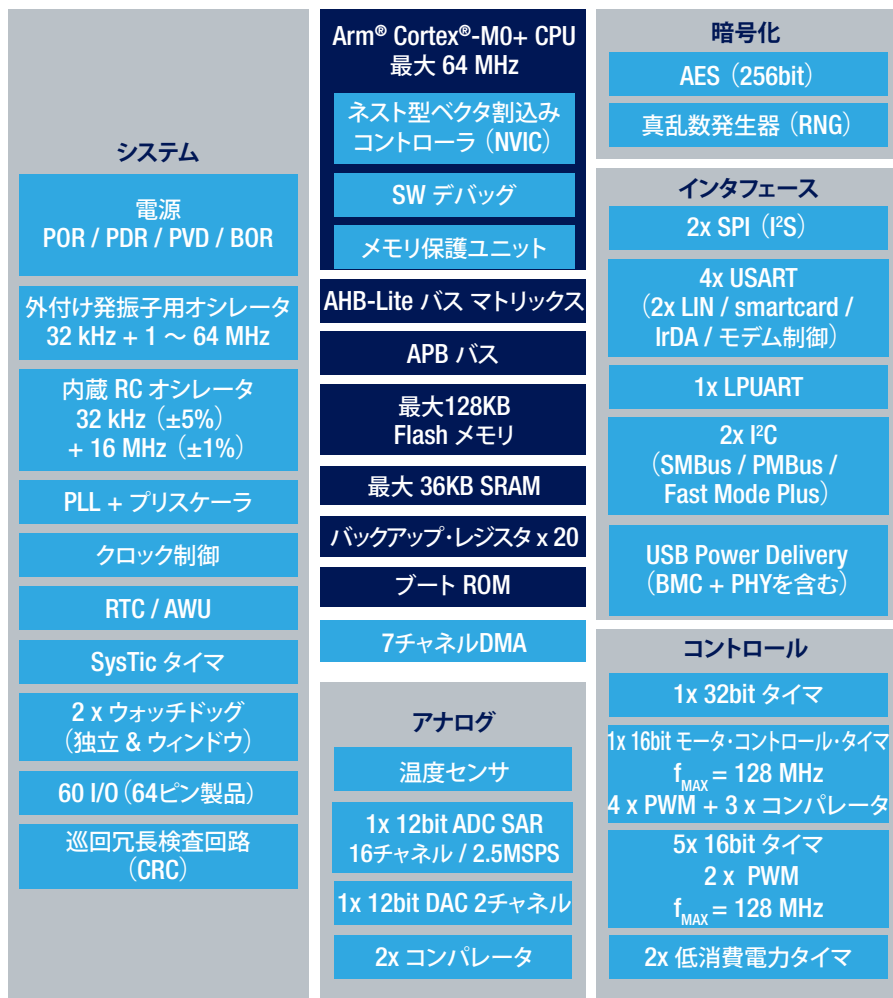 システム
電源
POR / PDR / PVD / BOR
外付け発振子用オシレータ
32 kHz + 1 ～ 64 MHz
内蔵 RC オシレータ
32 kHz（±5%）
+ 16 MHz（±1%）
PLL + プリスケーラ
クロック制御
RTC / AWU
SysTic タイマ
2 x ウォッチドッグ
（独立 & ウィンドウ）
60 I/O（64ピン製品）
巡回冗長検査回路
（CRC）
Arm® Cortex®-M0+ CPU
最大 64 MHz
ネスト型ベクタ割込み
コントローラ（NVIC）
SW デバッグ
メモリ保護ユニット
AHB-Lite バス マトリックス
APB バス
最大128KB
Flash メモリ
最大 36KB SRAM
バックアップ・レジスタ x 20
ブート ROM
7チャネルDMA
アナログ
温度センサ
1x 12bit ADC SAR
16チャネル / 2.5MSPS
1x 12bit DAC 2チャネル
2x コンパレータ
暗号化
AES（256bit）
真乱数発生器（RNG）
インタフェース
2x SPI（I²S）
4x USART
（2x LIN / smartcard /
IrDA / モデム制御）
1x LPUART
2x I²C
（SMBus / PMBus /
Fast Mode Plus）
USB Power Delivery
（BMC + PHYを含む）
コントロール
1x 32bit タイマ
1x 16bit モータ・コントロール・タイマ
fMAX = 128 MHz
4 x PWM + 3 x コンパレータ
5x 16bit タイマ
2 x PWM
fMAX = 128 MHz
2x 低消費電力タイマ